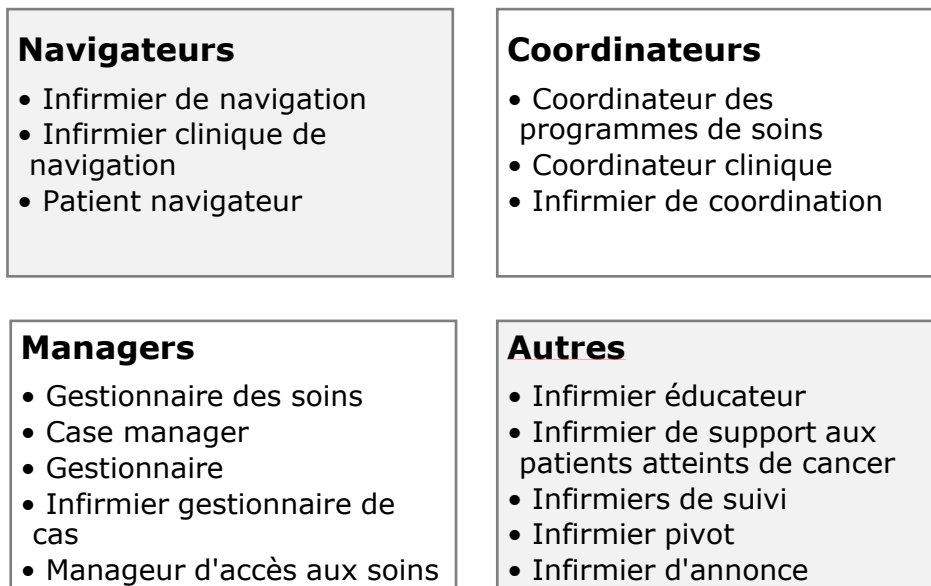 Navigateurs
• Infirmier de navigation
• Infirmier clinique de
navigation
• Patient navigateur
Coordinateurs
• Coordinateur des
programmes de soins
• Coordinateur clinique
• Infirmier de coordination
Managers
• Gestionnaire des soins
• Case manager
• Gestionnaire
• Infirmier gestionnaire de
cas
• Manageur d'accès aux soins
Autres
• Infirmier éducateur
• Infirmier de support aux
patients atteints de cancer
• Infirmiers de suivi
• Infirmier pivot
• Infirmier d'annonce